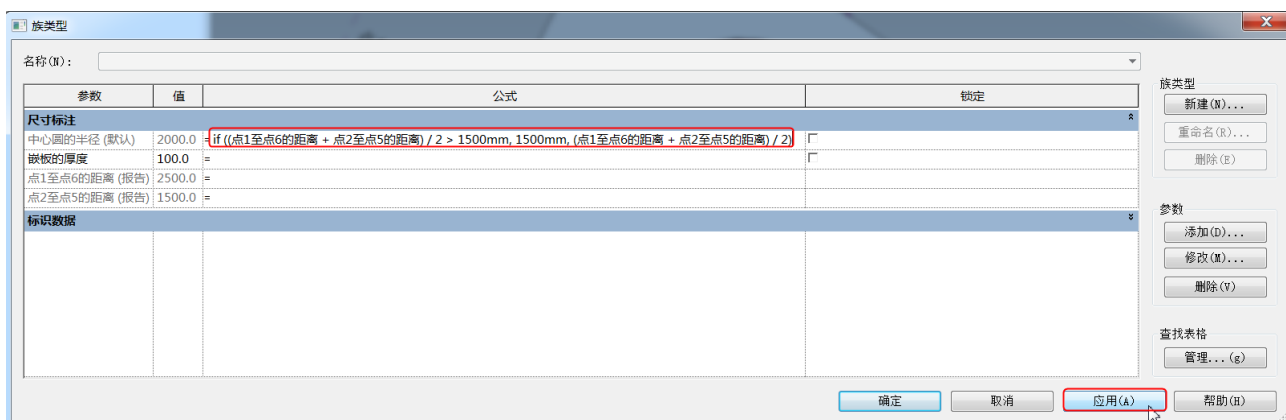 族类型
名称(N):
族类型
参数 值 公式 锁定
新建(N)...
尺寸标注
中心圆的半径 (默认) 2000.0 = if ((点1至点6的距离 + 点2至点5的距离) / 2 > 1500mm, 1500mm, (点1至点6的距离 + 点2至点5的距离) / 2)
重命名(R)...
嵌板的厚度 100.0 =
删除(E)
点1至点6的距离 (报告) 2500.0 =
点2至点5的距离 (报告) 1500.0 =
标识数据
参数
添加(D)...
修改(M)...
删除(V)
查找表格
管理...(g)
确定 取消 应用(A) 帮助(H)